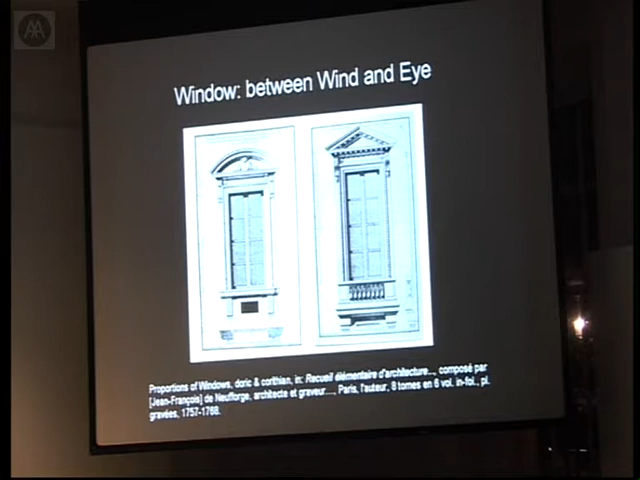 AA
Window: between Wind and Eye
Proportions of Windows, doric & corithian, in: Recueil élémentaire d'architecture..., composé par
[Jean-François] de Neufforge, architecte et graveur...., Paris, l'auteur, 8 tomes en 6 vol. in-fol., pl.
gravées, 1757-1768.